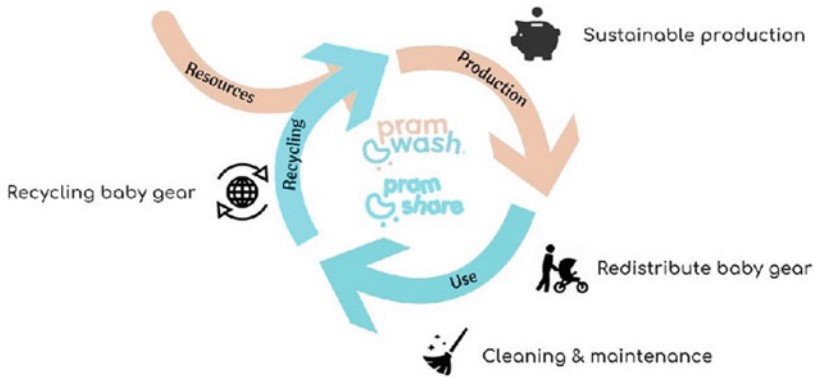 Sustainable production
Resources
Production
pram
wash
Recycling
Recycling baby gear
pram
share
Redistribute baby gear
Use
Cleaning & maintenance